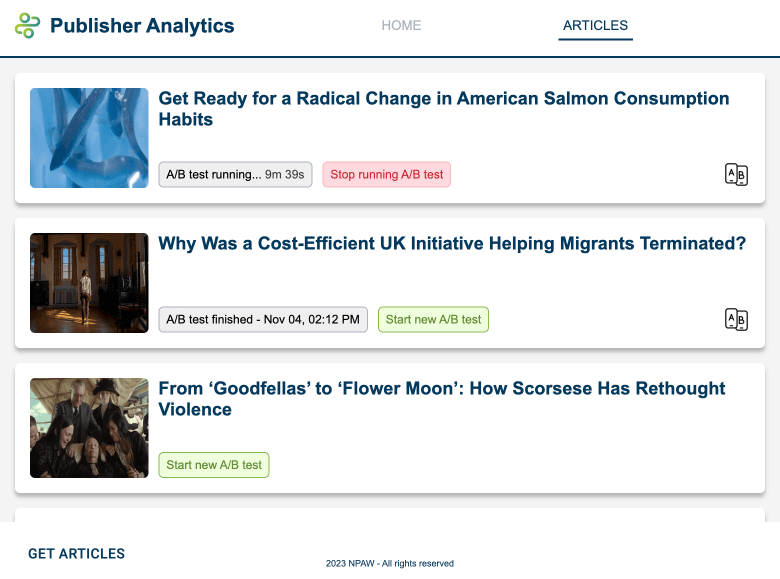 Publisher Analytics
HOME
ARTICLES
Get Ready for a Radical Change in American Salmon Consumption
Habits
A/B test running... 9m 39s
Stop running A/B test
A B
Why Was a Cost-Efficient UK Initiative Helping Migrants Terminated?
A/B test finished - Nov 04, 02:12 PM
Start new A/B test
A B
From ‘Goodfellas’ to ‘Flower Moon’: How Scorsese Has Rethought
Violence
Start new A/B test
GET ARTICLES
2023 NPAW - All rights reserved